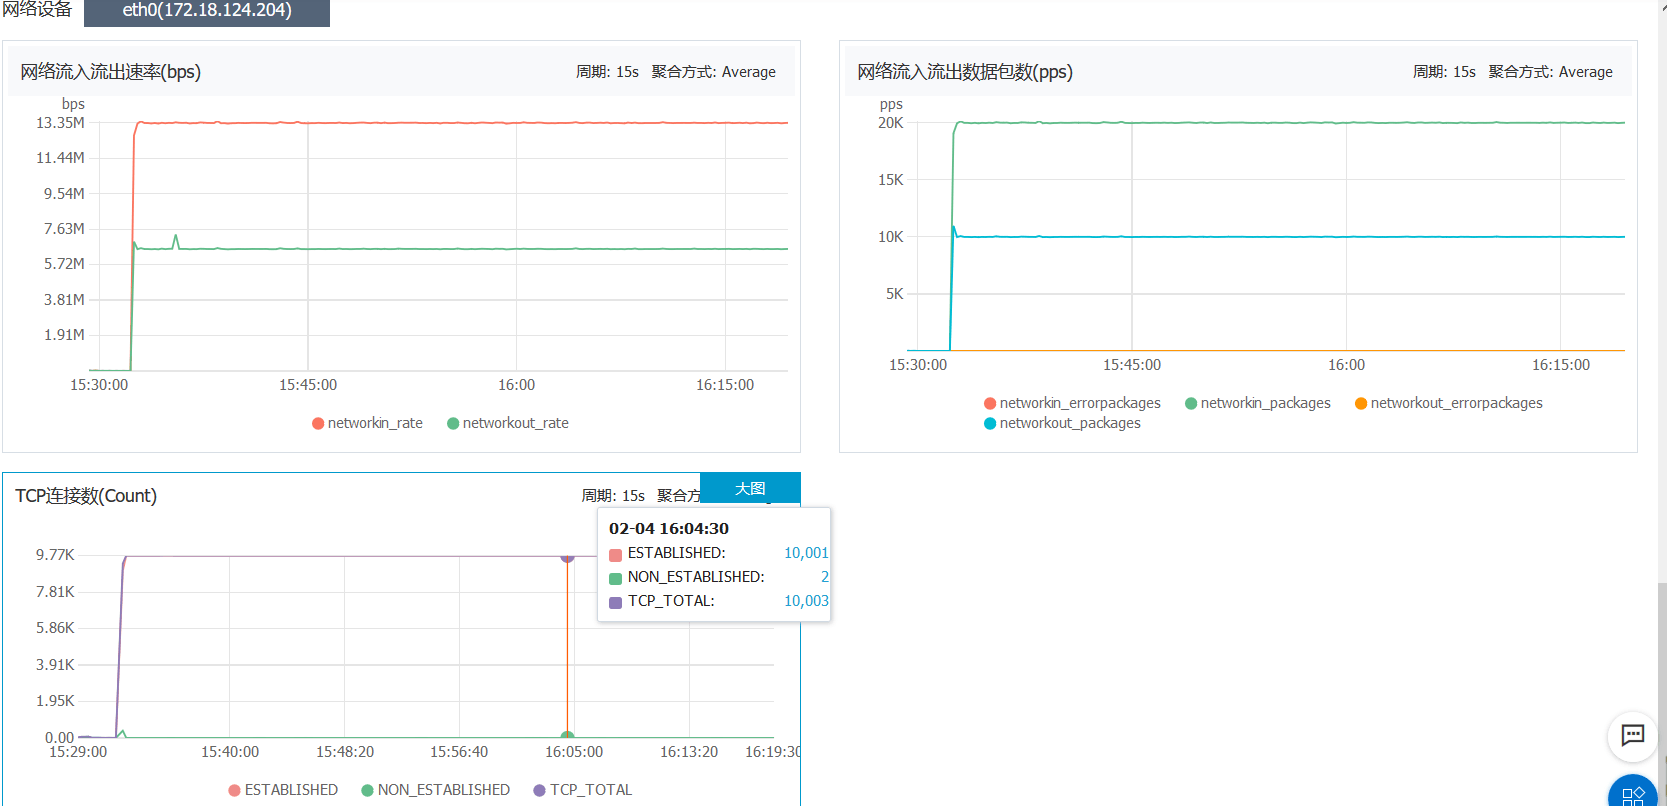 网络设备
eth0(172.18.124.204)
网络流入流出速率(bps)
周期: 15s 聚合方式: Average
bps
13.35M
11.44M
9.54M
7.63M
5.72M
3.81M
1.91M
15:30:00 15:45:00 16:00 16:15:00
networkin_rate networkout_rate
网络流入流出数据包数(pps)
周期: 15s 聚合方式: Average
pps
20K
15K
10K
5K
15:30:00 15:45:00 16:00 16:15:00
networkin_errorpackages networkin_packages networkout_errorpackages
networkout_packages
TCP连接数(Count)
周期: 15s 聚合方
大图
9.77K
7.81K
5.86K
3.91K
1.95K
0.00
15:29:00 15:40:00 15:48:20 15:56:40 16:05:00 16:13:20 16:19:30
02-04 16:04:30
ESTABLISHED: 10,001
NON_ESTABLISHED: 2
TCP_TOTAL: 10,003
ESTABLISHED NON_ESTABLISHED TCP_TOTAL